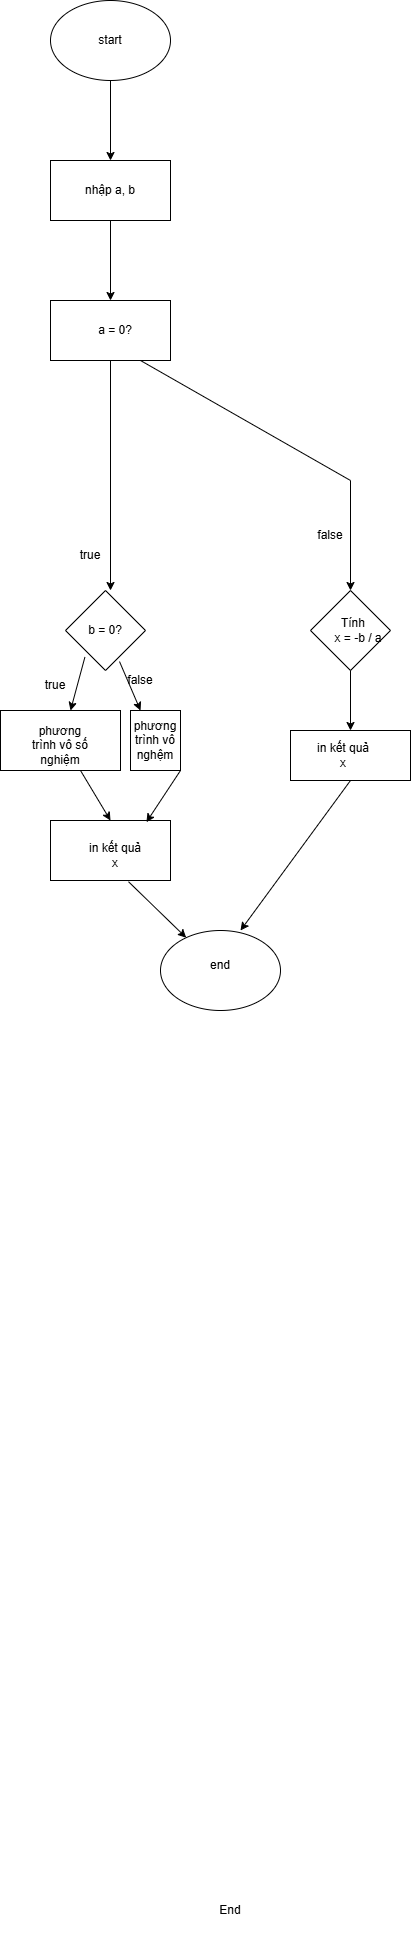 start
nhập a, b
a = 0?
true
false
b = 0?
Tính
x = -b / a
true
false
phương
trình vô số
nghiệm
phương
trình vô
nghệm
in kết quả
x
in kết quả
x
end
End